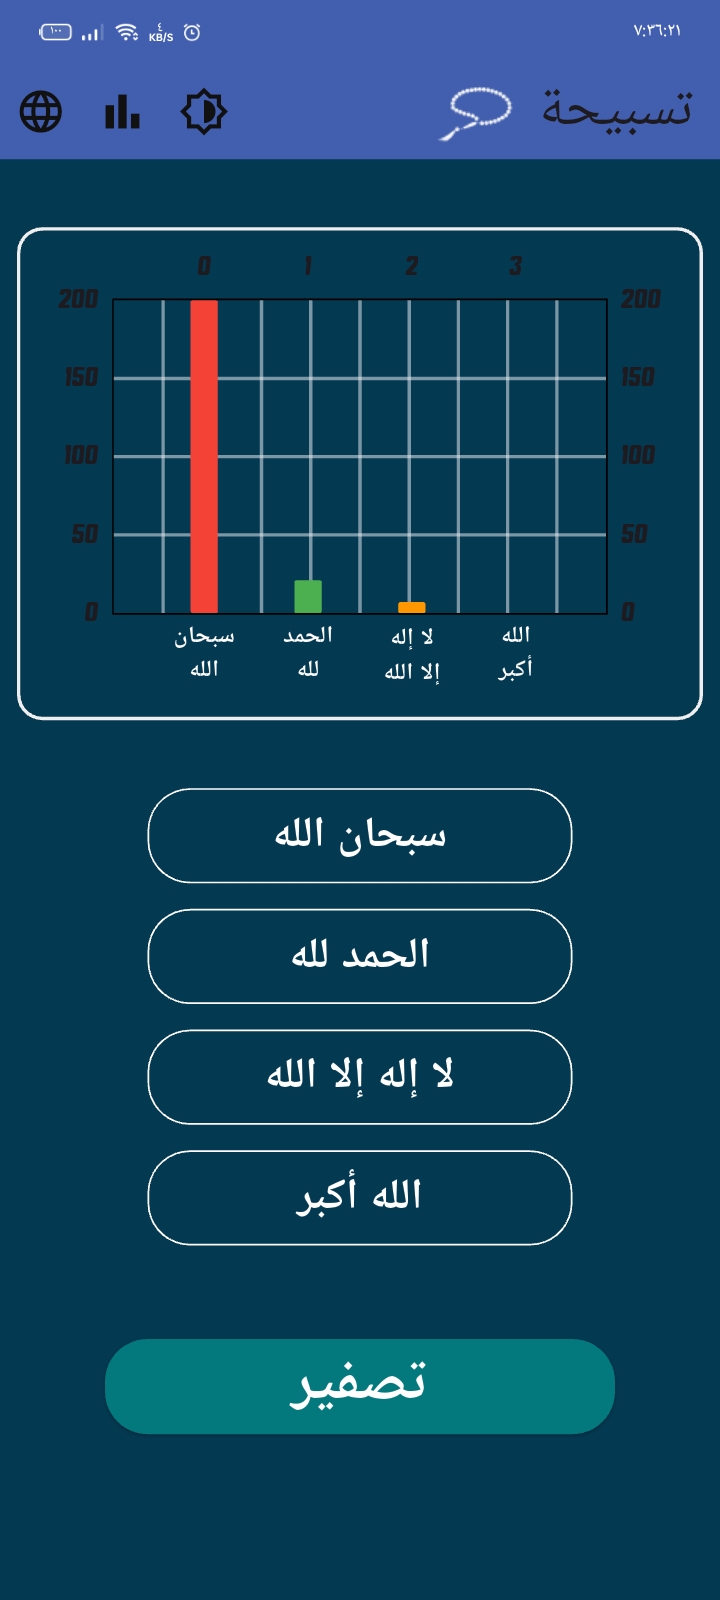 ١٠٠ ٤ KB/S ٧:٣٦:٢١
تسبيحة
0 1 2 3
200 200
150 150
100 100
50 50
0 0
سبحان الله
الحمد لله
لا إله إلا الله
الله أكبر
سبحان الله
الحمد لله
لا إله إلا الله
الله أكبر
تصفير